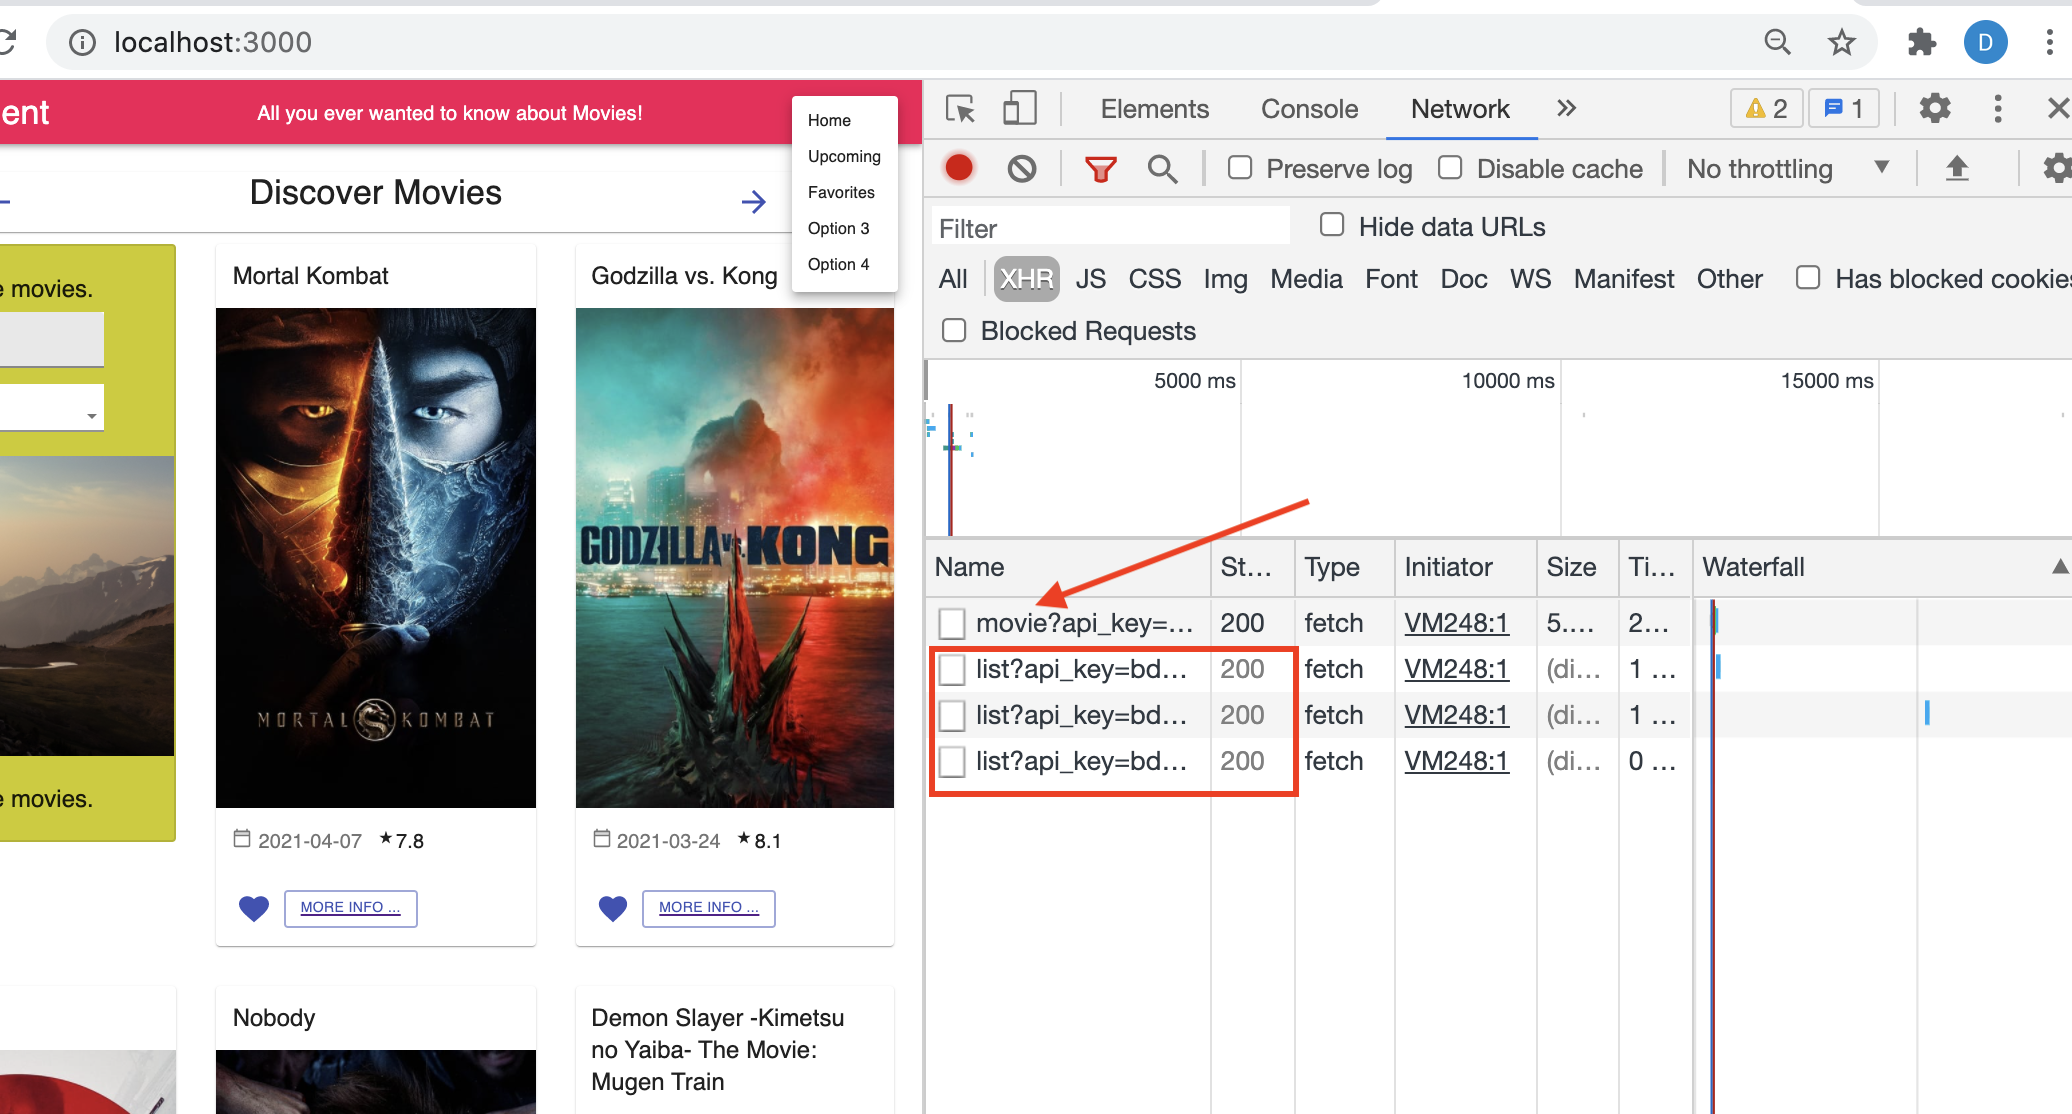 localhost:3000
D
ent
All you ever wanted to know about Movies!
Home
Upcoming
Favorites
Option 3
Option 4
Discover Movies
e movies.
e movies.
Mortal Kombat
MORTAL KOMBAT
2021-04-07 ★7.8
MORE INFO ...
Godzilla vs. Kong
GODZILLA vs. KONG
2021-03-24 ★8.1
MORE INFO ...
Nobody
Demon Slayer -Kimetsu
no Yaiba- The Movie:
Mugen Train
Elements Console Network » 2 1
Preserve log Disable cache No throttling
Filter Hide data URLs
All XHR JS CSS Img Media Font Doc WS Manifest Other Has blocked cookies
Blocked Requests
5000 ms 10000 ms 15000 ms
Name St... Type Initiator Size Ti... Waterfall
movie?api_key=... 200 fetch VM248:1 5.... 2...
list?api_key=bd... 200 fetch VM248:1 (di... 1 ...
list?api_key=bd... 200 fetch VM248:1 (di... 1 ...
list?api_key=bd... 200 fetch VM248:1 (di... 0 ...